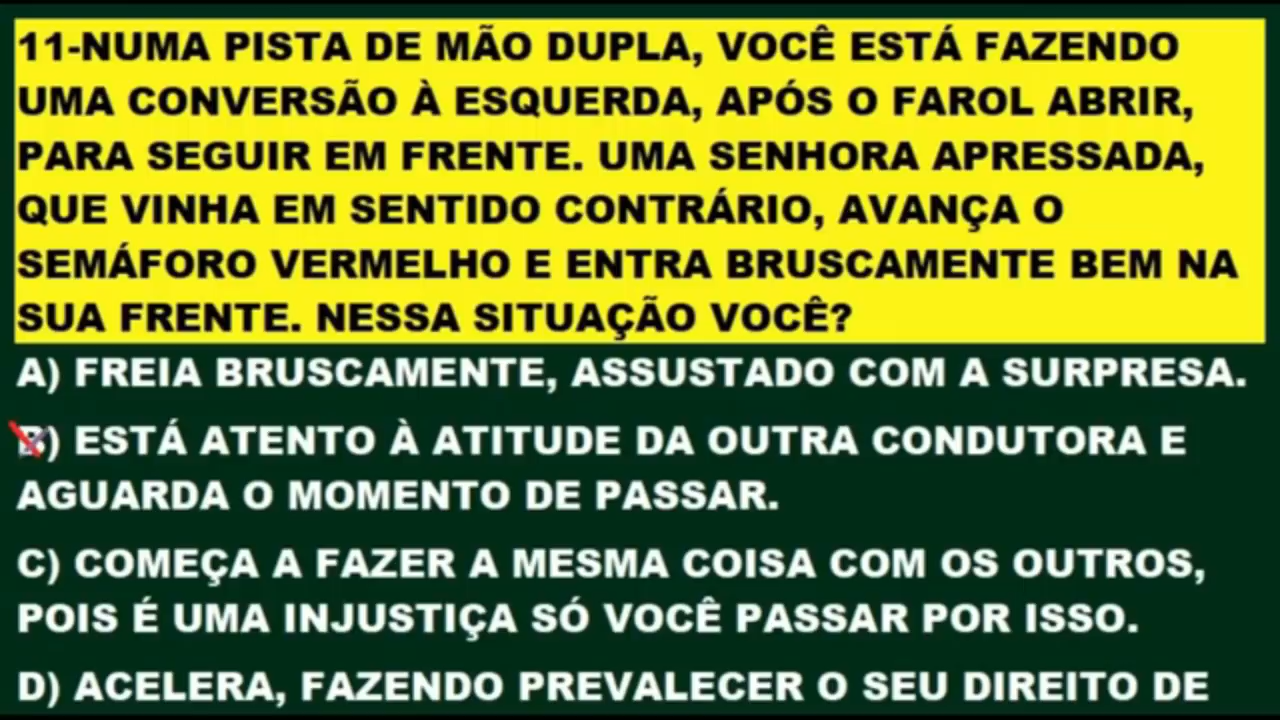 11-NUMA PISTA DE MÃO DUPLA, VOCÊ ESTÁ FAZENDO
UMA CONVERSÃO À ESQUERDA, APÓS O FAROL ABRIR,
PARA SEGUIR EM FRENTE. UMA SENHORA APRESSADA,
QUE VINHA EM SENTIDO CONTRÁRIO, AVANÇA O
SEMÁFORO VERMELHO E ENTRA BRUSCAMENTE BEM NA
SUA FRENTE. NESSA SITUAÇÃO VOCÊ?
A) FREIA BRUSCAMENTE, ASSUSTADO COM A SURPRESA.
B) ESTÁ ATENTO À ATITUDE DA OUTRA CONDUTORA E
AGUARDA O MOMENTO DE PASSAR.
C) COMEÇA A FAZER A MESMA COISA COM OS OUTROS,
POIS É UMA INJUSTIÇA SÓ VOCÊ PASSAR POR ISSO.
D) ACELERA, FAZENDO PREVALECER O SEU DIREITO DE